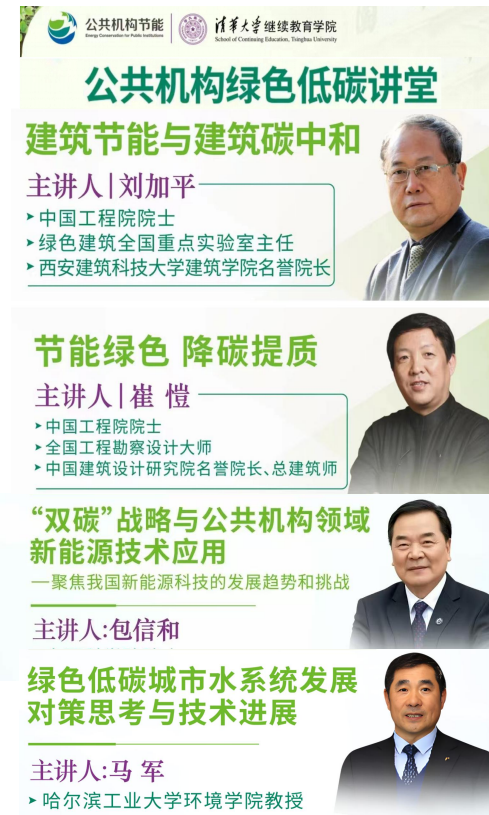 公共机构节能
Energy Conservation for Public Institutions
清华大学继续教育学院
School of Continuing Education, Tsinghua University
公共机构绿色低碳讲堂
建筑节能与建筑碳中和
主讲人|刘加平
中国工程院院士
绿色建筑全国重点实验室主任
西安建筑科技大学建筑学院名誉院长
节能绿色 降碳提质
主讲人|崔 愷
中国工程院院士
全国工程勘察设计大师
中国建筑设计研究院名誉院长、总建筑师
“双碳”战略与公共机构领域
新能源技术应用
—聚焦我国新能源科技的发展趋势和挑战
主讲人:包信和
绿色低碳城市水系统发展
对策思考与技术进展
主讲人:马 军
哈尔滨工业大学环境学院教授